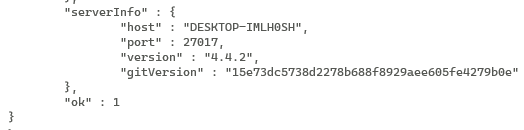 },
"serverInfo" : {
"host" : "DESKTOP-IMLH0SH",
"port" : 27017,
"version" : "4.4.2",
"gitVersion" : "15e73dc5738d2278b688f8929aee605fe4279b0e"
},
"ok" : 1
}